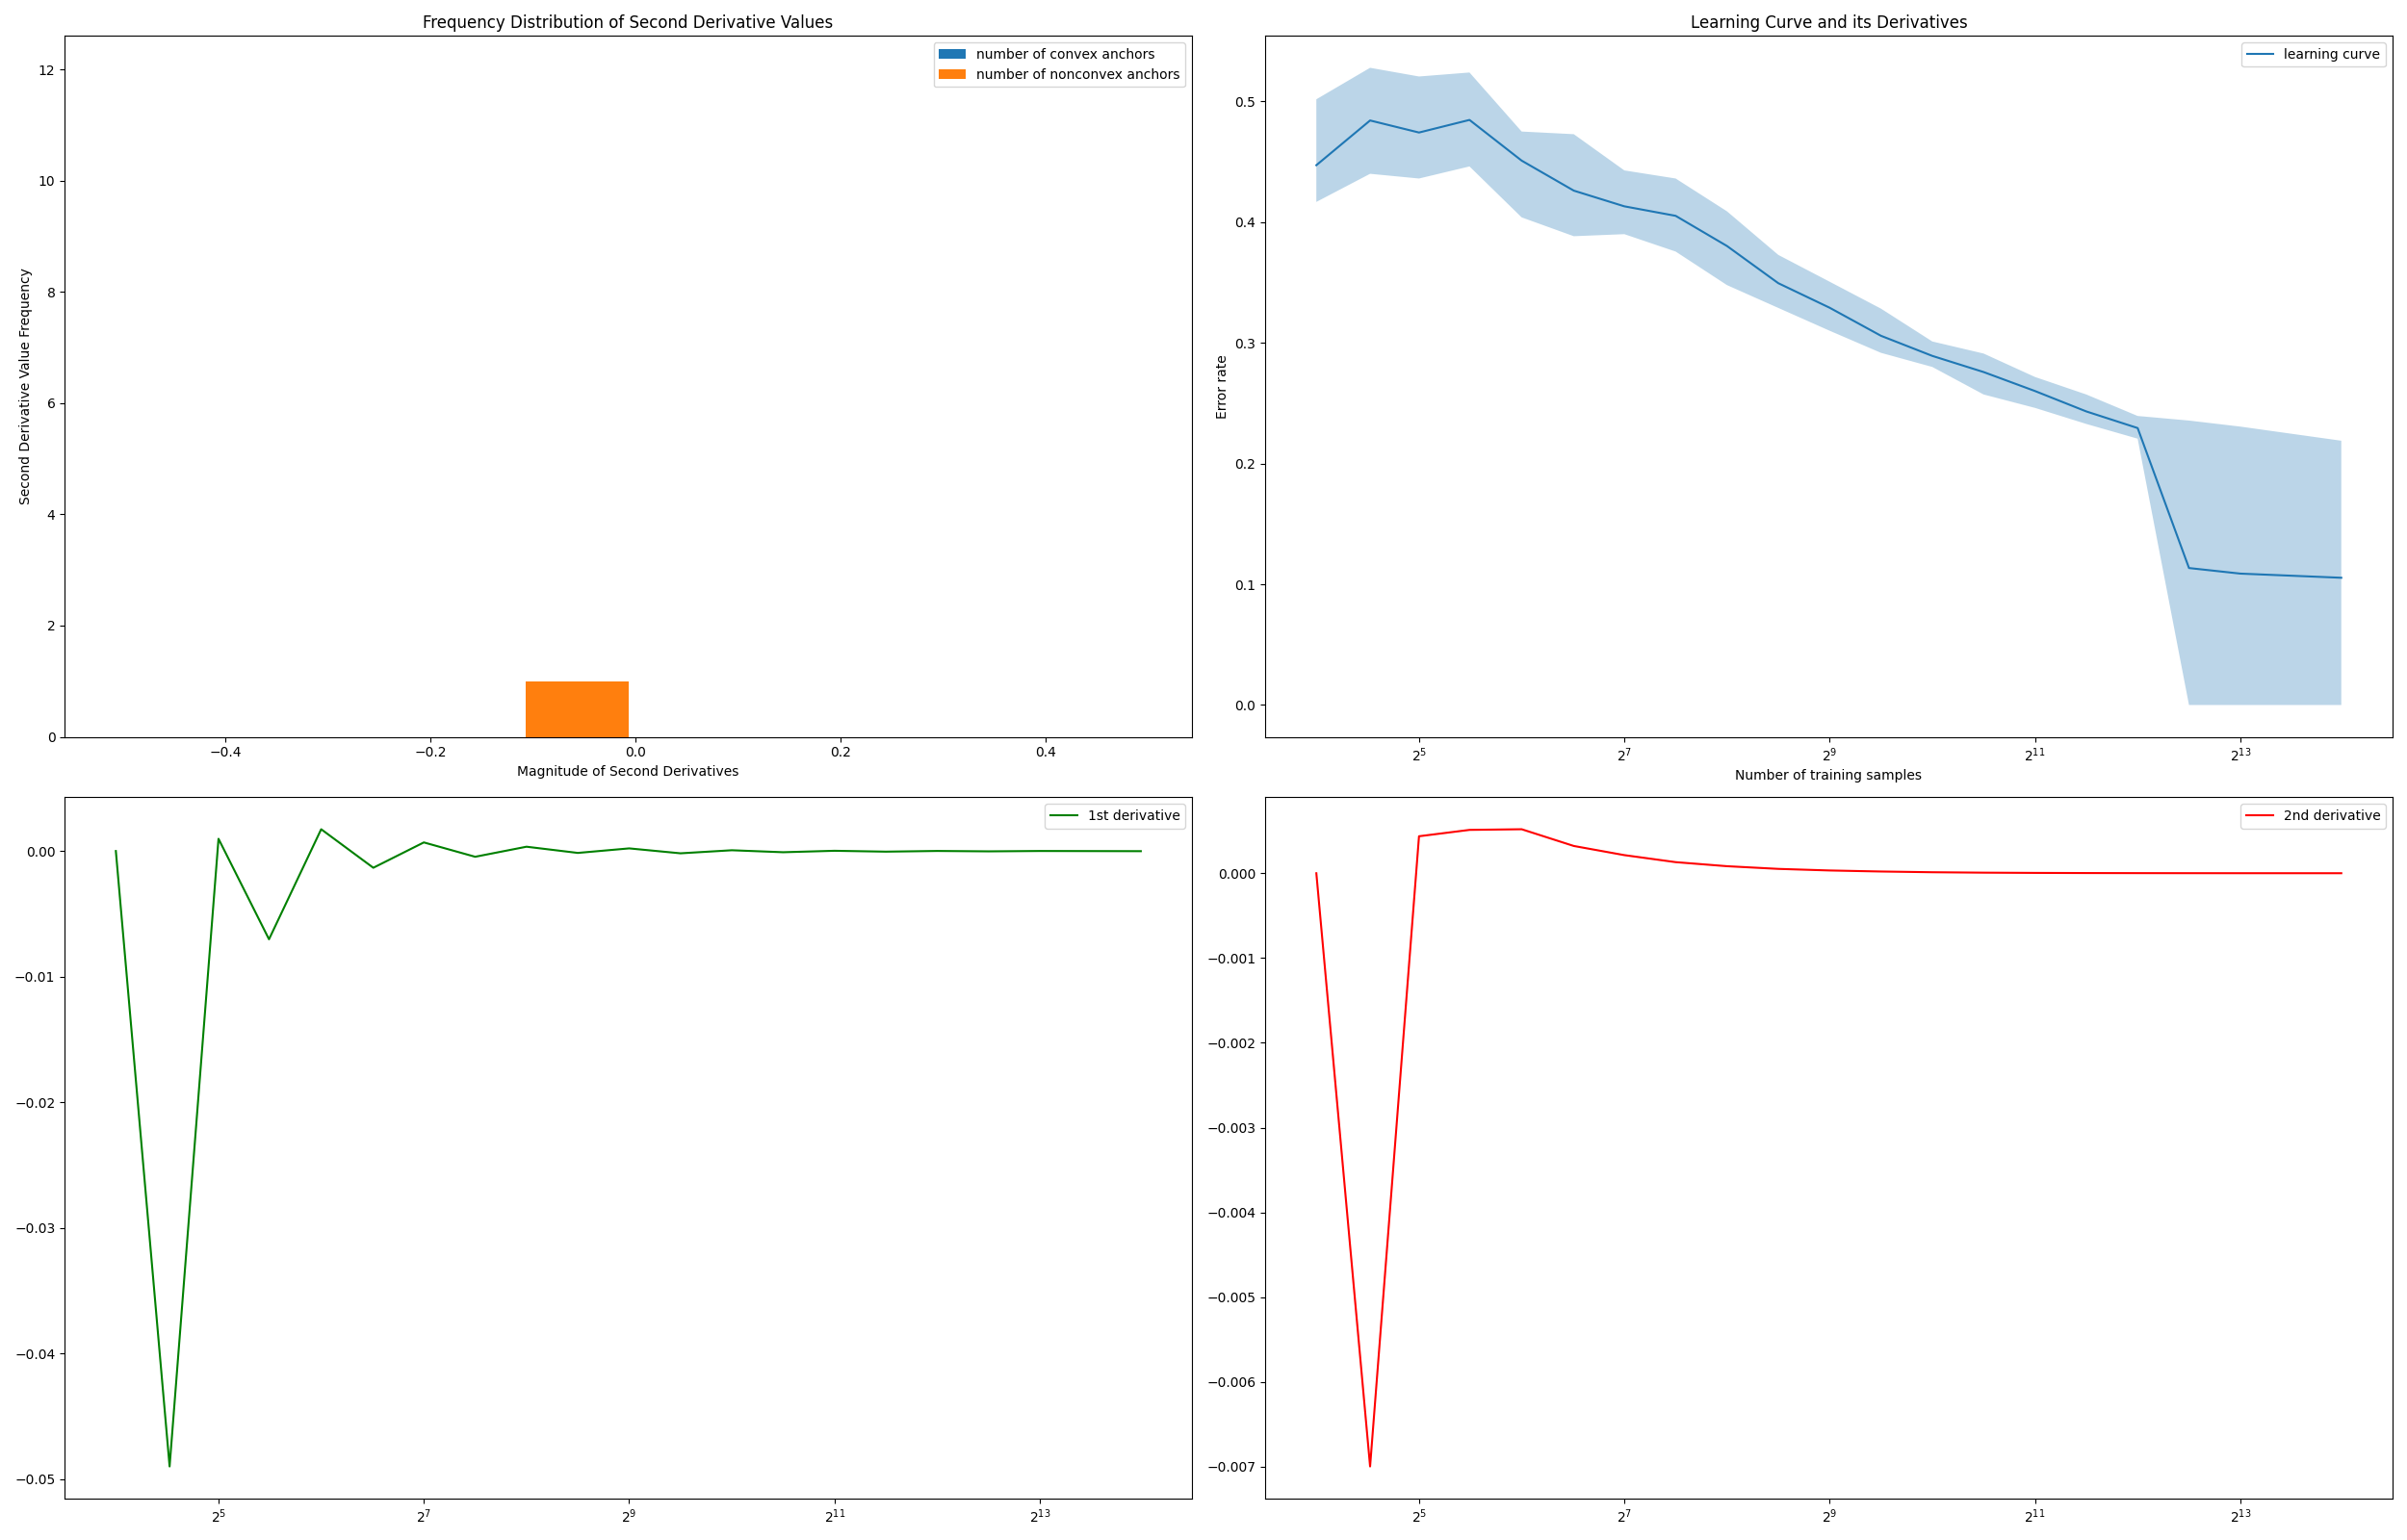 Frequency Distribution of Second Derivative Values
number of convex anchors
number of nonconvex anchors
12
10
8
6
4
2
0
Second Derivative Value Frequency
−0.4 −0.2 0.0 0.2 0.4
Magnitude of Second Derivatives
Learning Curve and its Derivatives
learning curve
0.5
0.4
0.3
0.2
0.1
0.0
Error rate
2^5 2^7 2^9 2^11 2^13
Number of training samples
1st derivative
0.00
−0.01
−0.02
−0.03
−0.04
−0.05
2^5 2^7 2^9 2^11 2^13
2nd derivative
0.000
−0.001
−0.002
−0.003
−0.004
−0.005
−0.006
−0.007
2^5 2^7 2^9 2^11 2^13